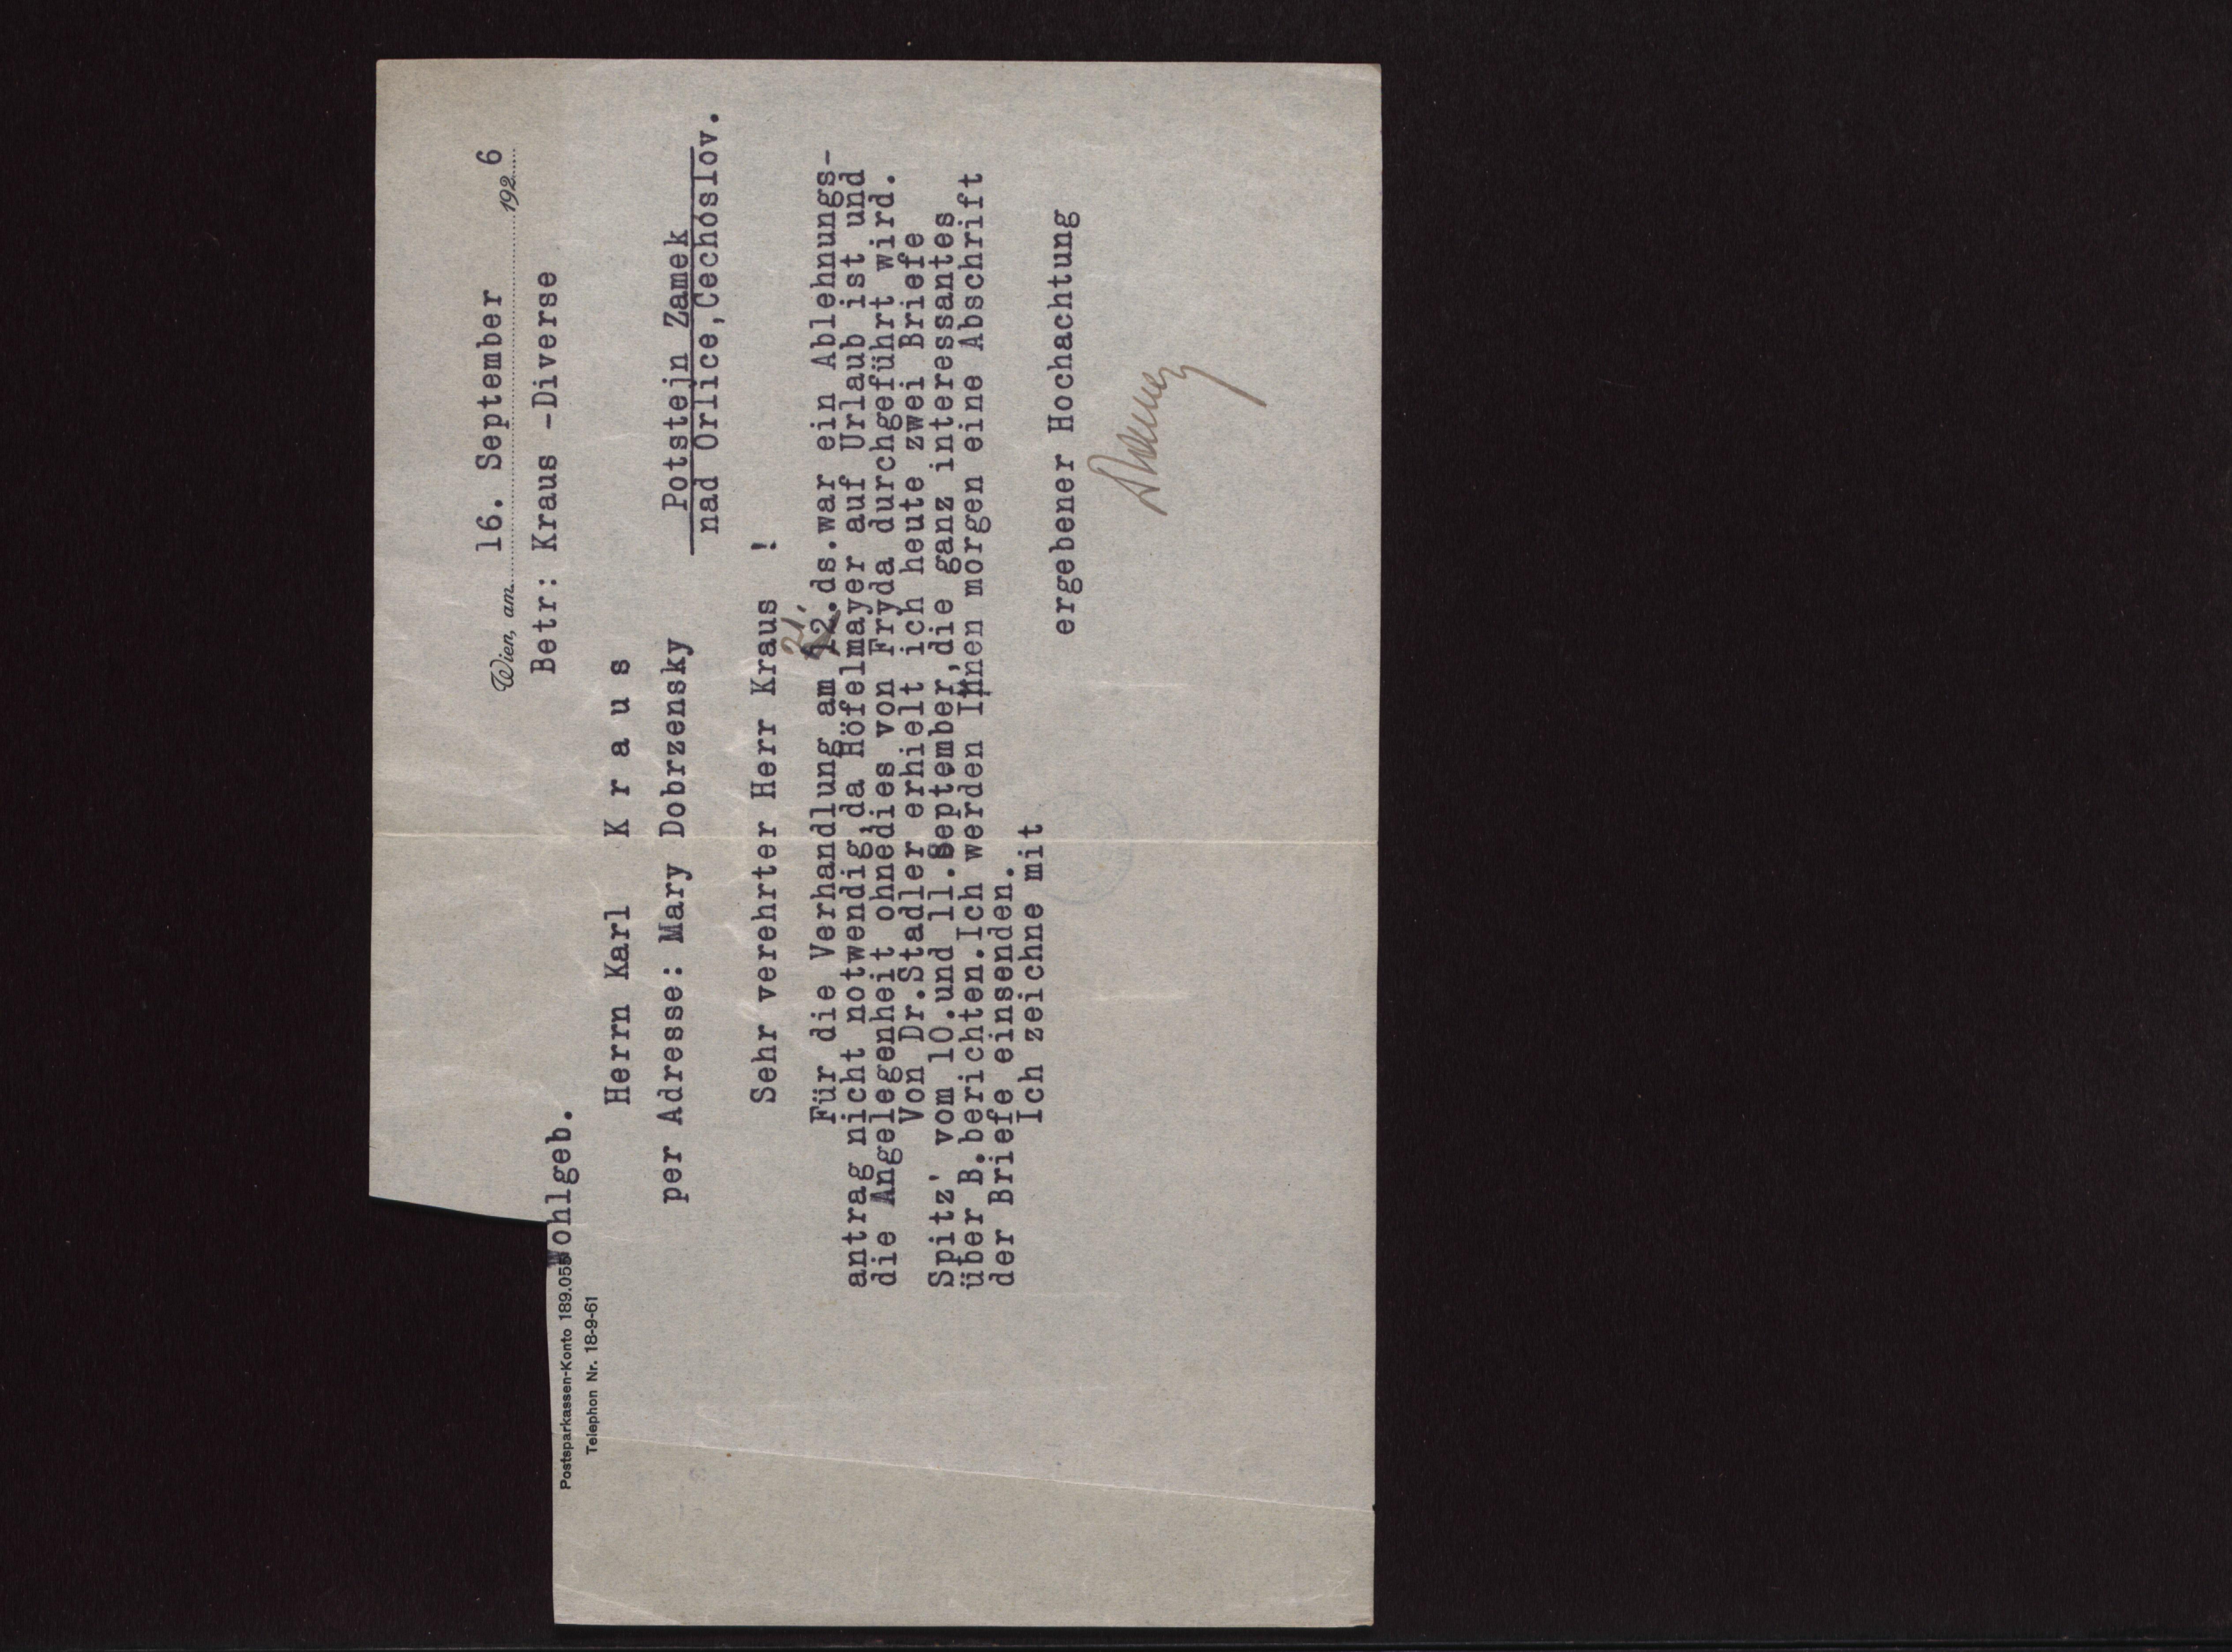 Wien, am 16. September 1926
Betr: Kraus -Diverse
Postsparkassen-Konto 189.055
Wohlgeb.
Telephon Nr. 18-9-61
Herrn Karl K r a u s
per Adresse: Mary Dobrzensky
Potstejn Zamek
nad Orlice,Cechoslov.
Sehr verehrter Herr Kraus !
21.
Für die Verhandlung am 12.ds.war ein Ablehnungs-
antrag nicht notwendig,da Höfelmayer auf Urlaub ist und
die Angelegenheit ohnedies von Fryda durchgeführt wird.
Von Dr.Stadler erhielt ich heute zwei Briefe
Spitz' vom 10.und 11.September,die ganz interessantes
über B.berichten.Ich werden Ihnen morgen eine Abschrift
der Briefe einsenden.
Ich zeichne mit
ergebener Hochachtung